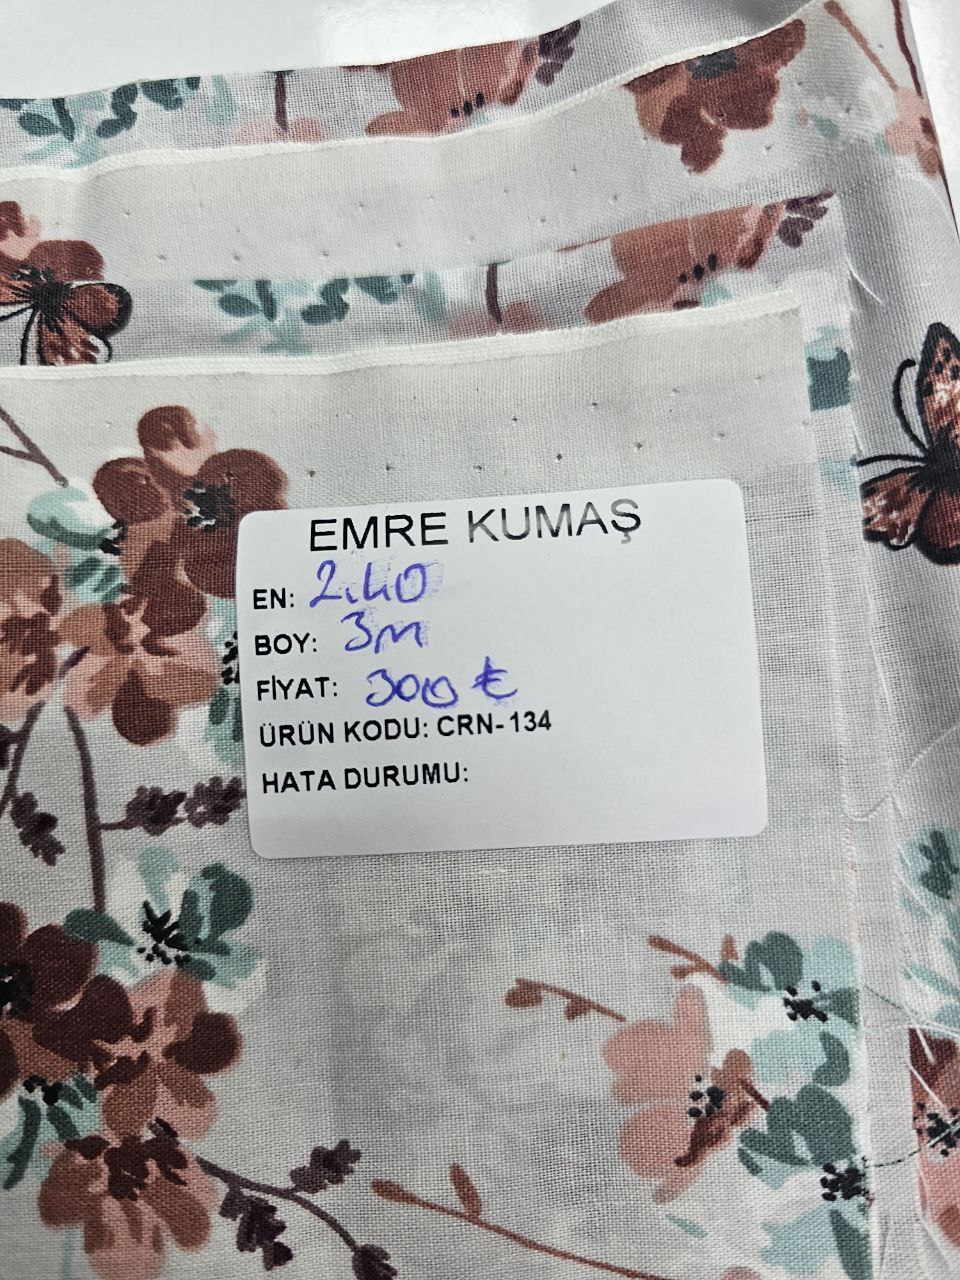 EMRE KUMAŞ
EN: 2.40
BOY: 3m
FİYAT: 300 ₺
ÜRÜN KODU: CRN-134
HATA DURUMU: